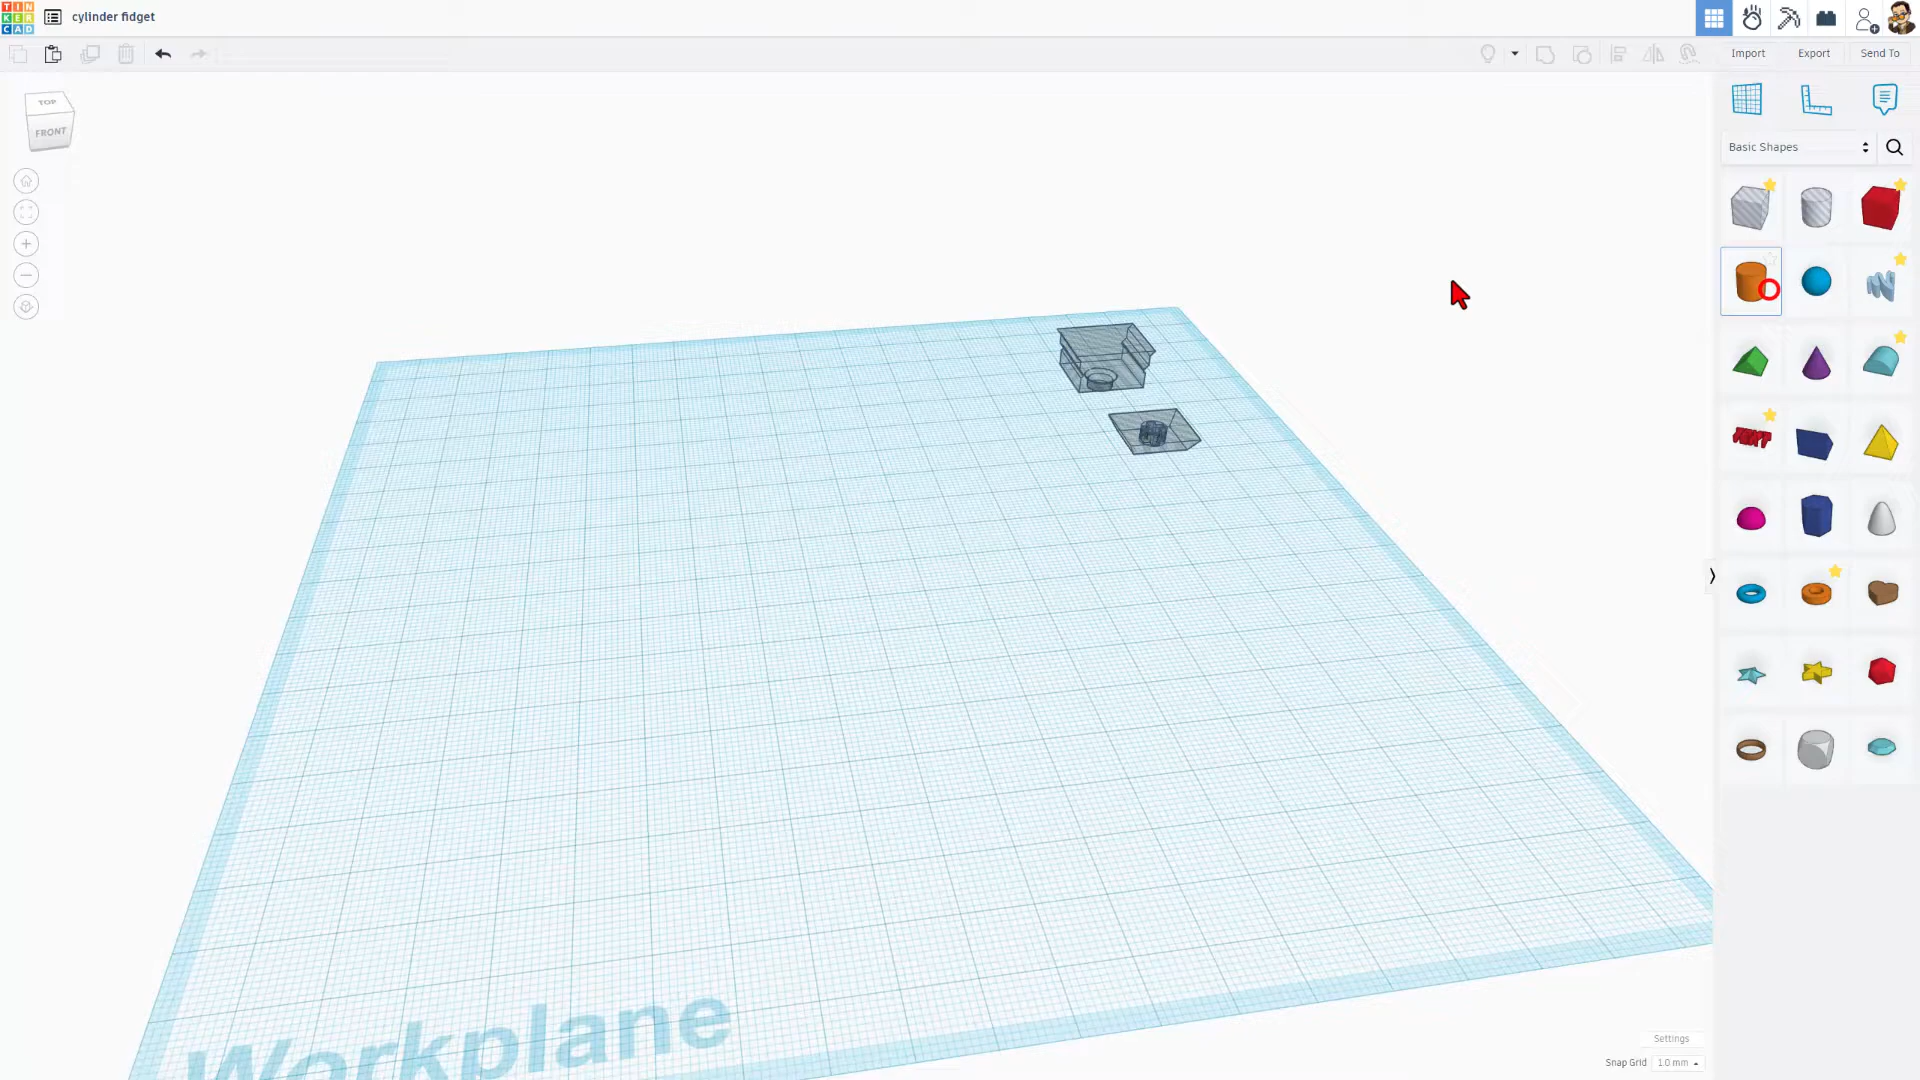 TIN
KER
CAD
cylinder fidget
Import
Export
Send To
TOP
FRONT
Basic Shapes
TEXT
Workplane
Settings
Snap Grid 1.0 mm